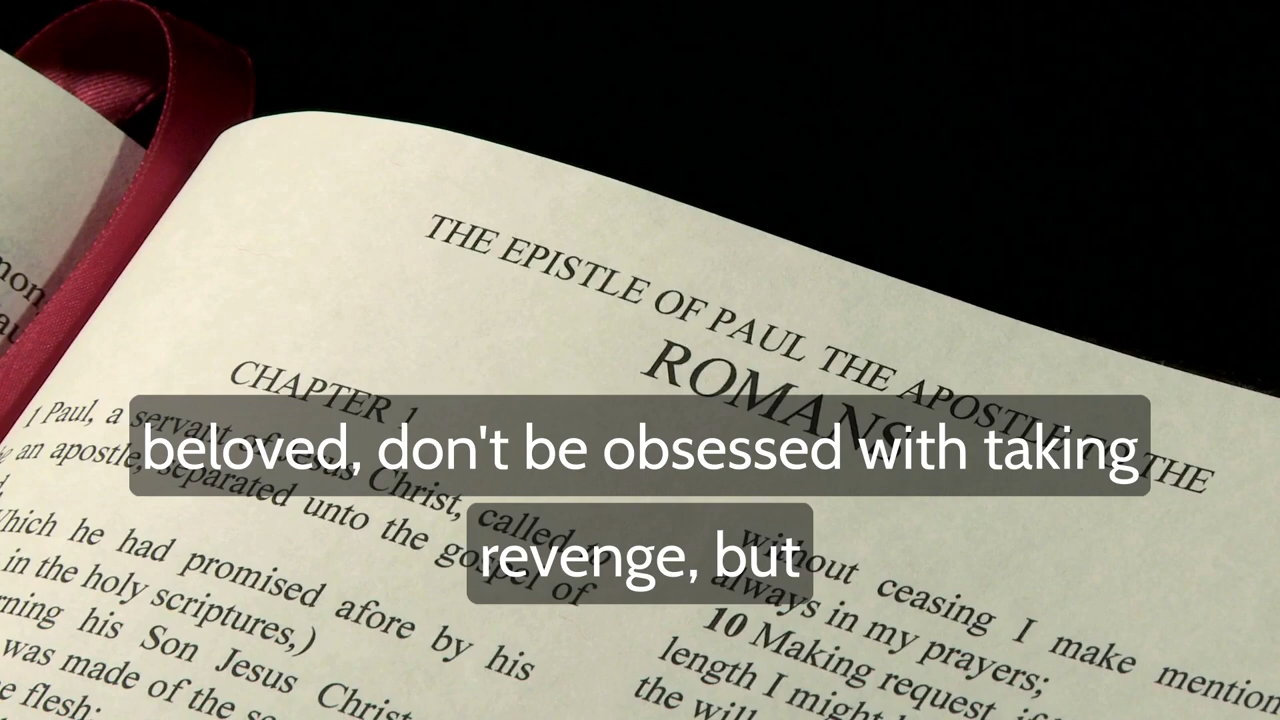 THE EPISTLE OF PAUL THE APOSTLE TO THE
ROMANS
CHAPTER 1
1 Paul, a servant of Jesus Christ, called to
an apostle, separated unto the gospel of
Which he had promised afore by his
in the holy scriptures,)
his Son Jesus Christ
was made of the
flesh:
without ceasing I make mention
always in my prayers;
10 Making request,
length I might
the will
beloved, don't be obsessed with taking
revenge, but